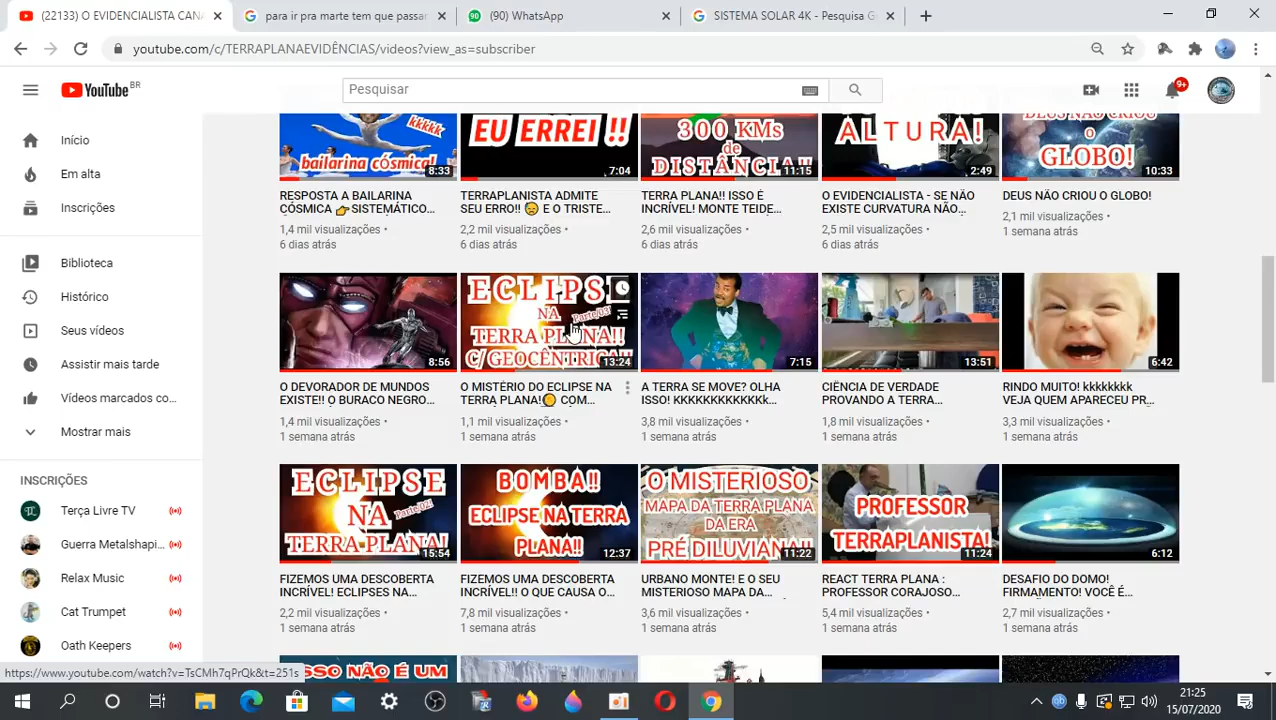 (22133) O EVIDENCIALISTA CANA
para ir pra marte tem que passar
(90) WhatsApp
SISTEMA SOLAR 4K - Pesquisa G
youtube.com/c/TERRAPLANAEVIDÊNCIAS/videos?view_as=subscriber
YouTube BR
Pesquisar
9+
Início
Em alta
Inscrições
Biblioteca
Histórico
Seus vídeos
Assistir mais tarde
Vídeos marcados co...
Mostrar mais
INSCRIÇÕES
Terça Livre TV
Guerra Metalshapi...
Relax Music
Cat Trumpet
Oath Keepers
kkkkk
bailarina cósmica!
8:33
EU ERREI !!
7:04
300 KMs
de
DISTÂNCIA!!
11:15
ALTURA!
2:49
DEUS NÃO CRIOU
O
GLOBO!
10:33
RESPOSTA A BAILARINA
CÓSMICA 👉SISTEMÁTICO...
1,4 mil visualizações •
6 dias atrás
TERRAPLANISTA ADMITE
SEU ERRO!! 😥 E O TRISTE...
2,2 mil visualizações •
6 dias atrás
TERRA PLANA!! ISSO É
INCRÍVEL! MONTE TEIDE...
2,6 mil visualizações •
6 dias atrás
O EVIDENCIALISTA - SE NÃO
EXISTE CURVATURA NÃO...
2,5 mil visualizações •
6 dias atrás
DEUS NÃO CRIOU O GLOBO!
2,1 mil visualizações •
1 semana atrás
8:56
ECLIPSE
NA
Parte/03!
TERRA PLANA!!
C/ GEOCÊNTRICA!!
13:24
7:15
13:51
6:42
O DEVORADOR DE MUNDOS
EXISTE!! O BURACO NEGRO...
1,4 mil visualizações •
1 semana atrás
O MISTÉRIO DO ECLIPSE NA
TERRA PLANA!🌕 COM...
1,1 mil visualizações •
1 semana atrás
A TERRA SE MOVE? OLHA
ISSO! KKKKKKKKKKKKk...
3,8 mil visualizações •
1 semana atrás
CIÊNCIA DE VERDADE
PROVANDO A TERRA...
1,8 mil visualizações •
1 semana atrás
RINDO MUITO! kkkkkkkk
VEJA QUEM APARECEU PR...
3,3 mil visualizações •
1 semana atrás
ECLIPSE
NA Parte/02!
TERRA PLANA!
15:54
BOMBA!!
ECLIPSE NA TERRA
PLANA!!
12:37
O MISTERIOSO
MAPA DA TERRA PLANA
DA ERA
PRÉ DILUVIANA!!
11:22
PROFESSOR
TERRAPLANISTA!
11:24
6:12
FIZEMOS UMA DESCOBERTA
INCRÍVEL! ECLIPSES NA...
2,2 mil visualizações •
1 semana atrás
FIZEMOS UMA DESCOBERTA
INCRÍVEL!! O QUE CAUSA O...
7,8 mil visualizações •
1 semana atrás
URBANO MONTE! E O SEU
MISTERIOSO MAPA DA...
3,6 mil visualizações •
1 semana atrás
REACT TERRA PLANA :
PROFESSOR CORAJOSO...
5,4 mil visualizações •
1 semana atrás
DESAFIO DO DOMO!
FIRMAMENTO! VOCÊ É...
2,7 mil visualizações •
1 semana atrás
ISSO NÃO É UM
https://www.youtube.com/watch?v=TsCMh7qPrQk&t=251s
21:25
15/07/2020